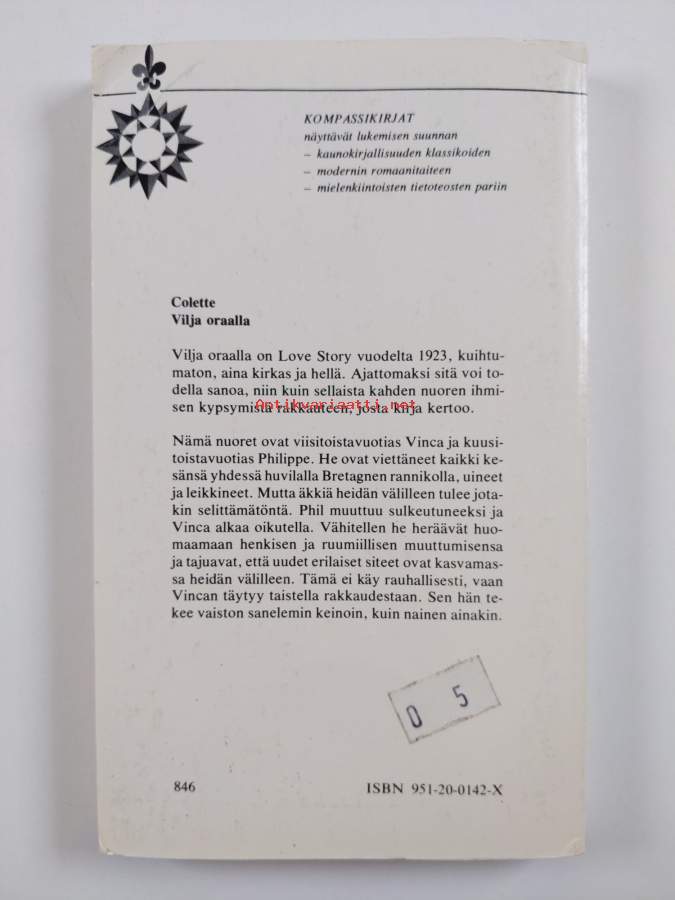 KOMPASSIKIRJAT
näyttävät lukemisen suunnan
– kaunokirjallisuuden klassikoiden
– modernin romaanitaiteen
– mielenkiintoisten tietoteosten pariin
Colette
Vilja oraalla
Vilja oraalla on Love Story vuodelta 1923, kuihtu-
maton, aina kirkas ja hellä. Ajattomaksi sitä voi to-
della sanoa, niin kuin sellaista kahden nuoren ihmi-
sen kypsymistä rakkauteen, josta kirja kertoo.
Antikvariaatti.net
Nämä nuoret ovat viisitoistavuotias Vinca ja kuusi-
toistavuotias Philippe. He ovat viettäneet kaikki ke-
sänsä yhdessä huvilalla Bretagnen rannikolla, uineet
ja leikkineet. Mutta äkkiä heidän välilleen tulee jota-
kin selittämätöntä. Phil muuttuu sulkeutuneeksi ja
Vinca alkaa oikutella. Vähitellen he heräävät huo-
maamaan henkisen ja ruumiillisen muuttumisensa
ja tajuavat, että uudet erilaiset siteet ovat kasvamas-
sa heidän välilleen. Tämä ei käy rauhallisesti, vaan
Vincan täytyy taistella rakkaudestaan. Sen hän te-
kee vaiston sanelemin keinoin, kuin nainen ainakin.
0 5
846 ISBN 951-20-0142-X